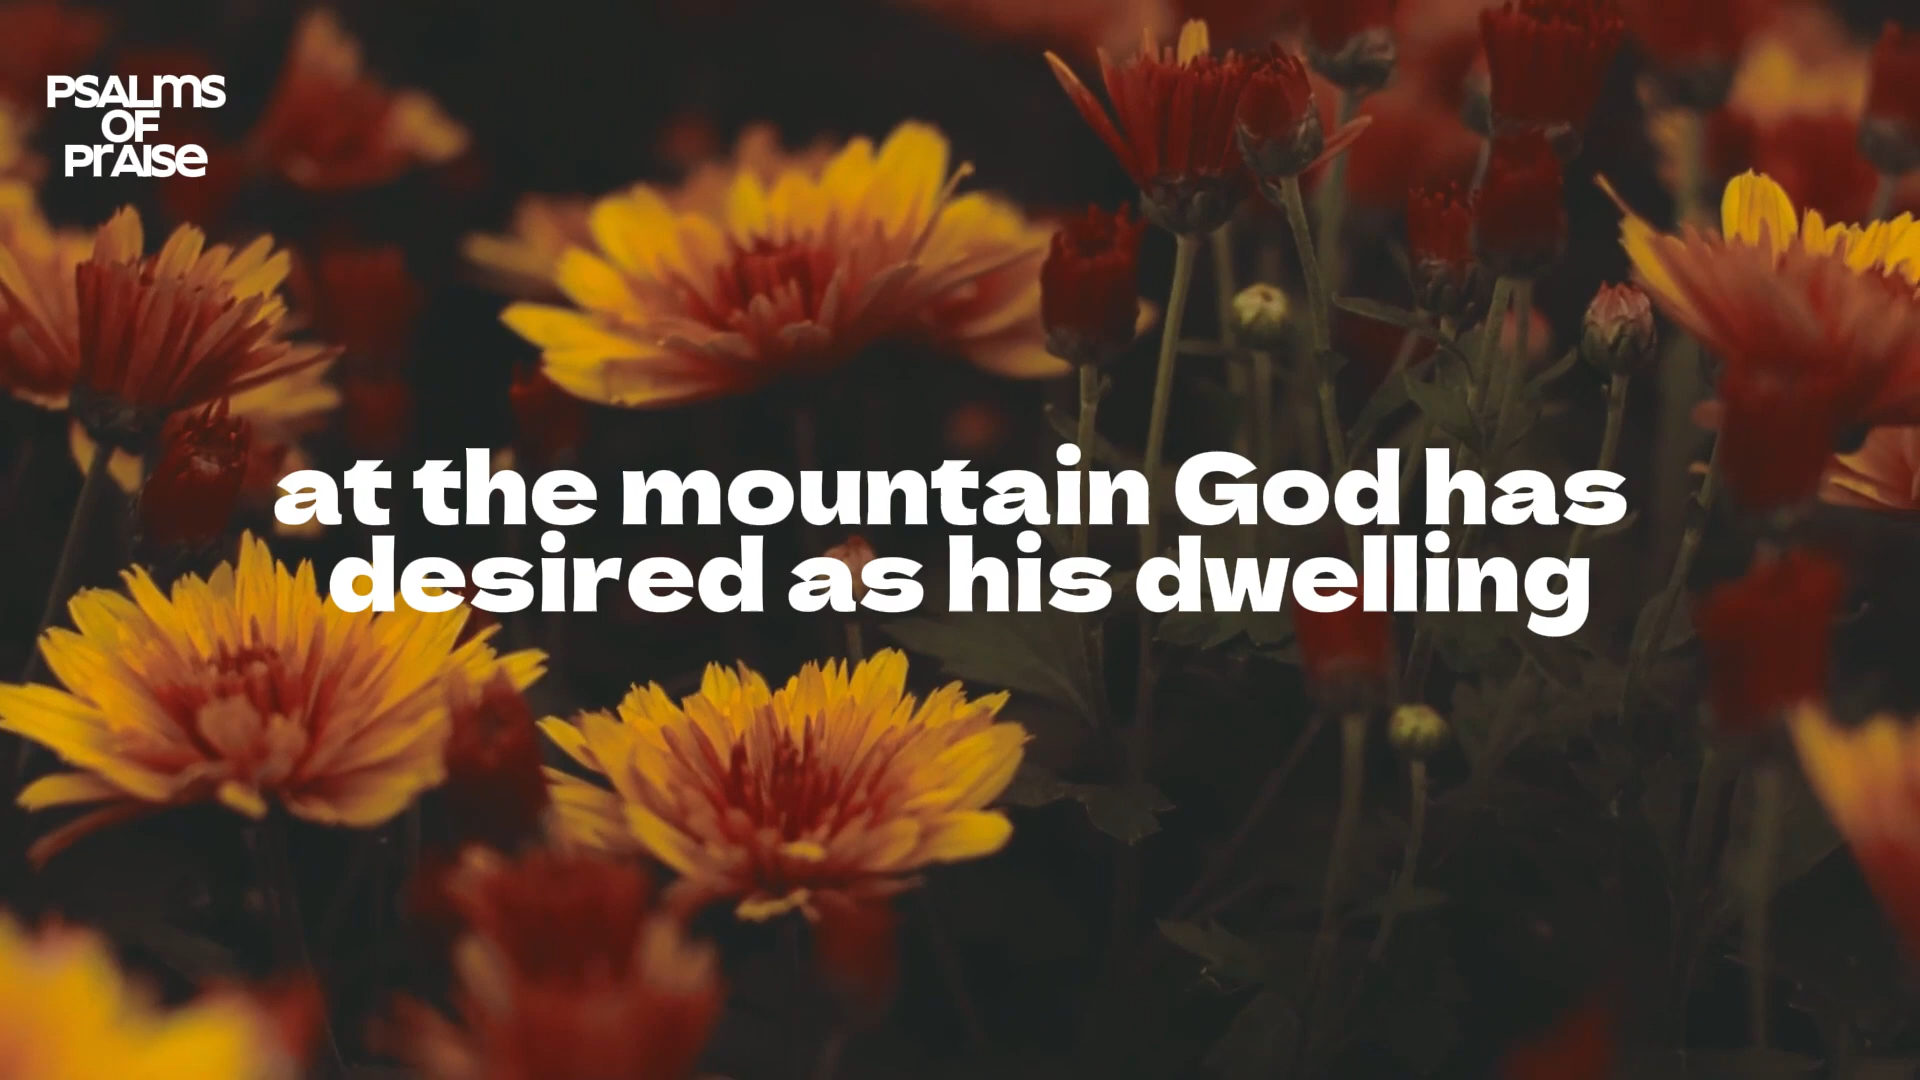 PSALmS
OF
PrAISe
at the mountain God has
desired as his dwelling